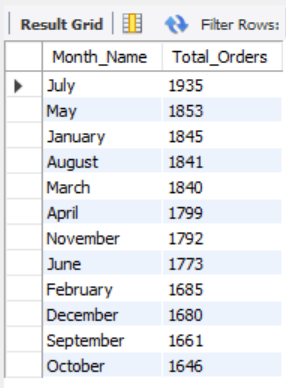 Result Grid Filter Rows:
Month_Name Total_Orders
July 1935
May 1853
January 1845
August 1841
March 1840
April 1799
November 1792
June 1773
February 1685
December 1680
September 1661
October 1646